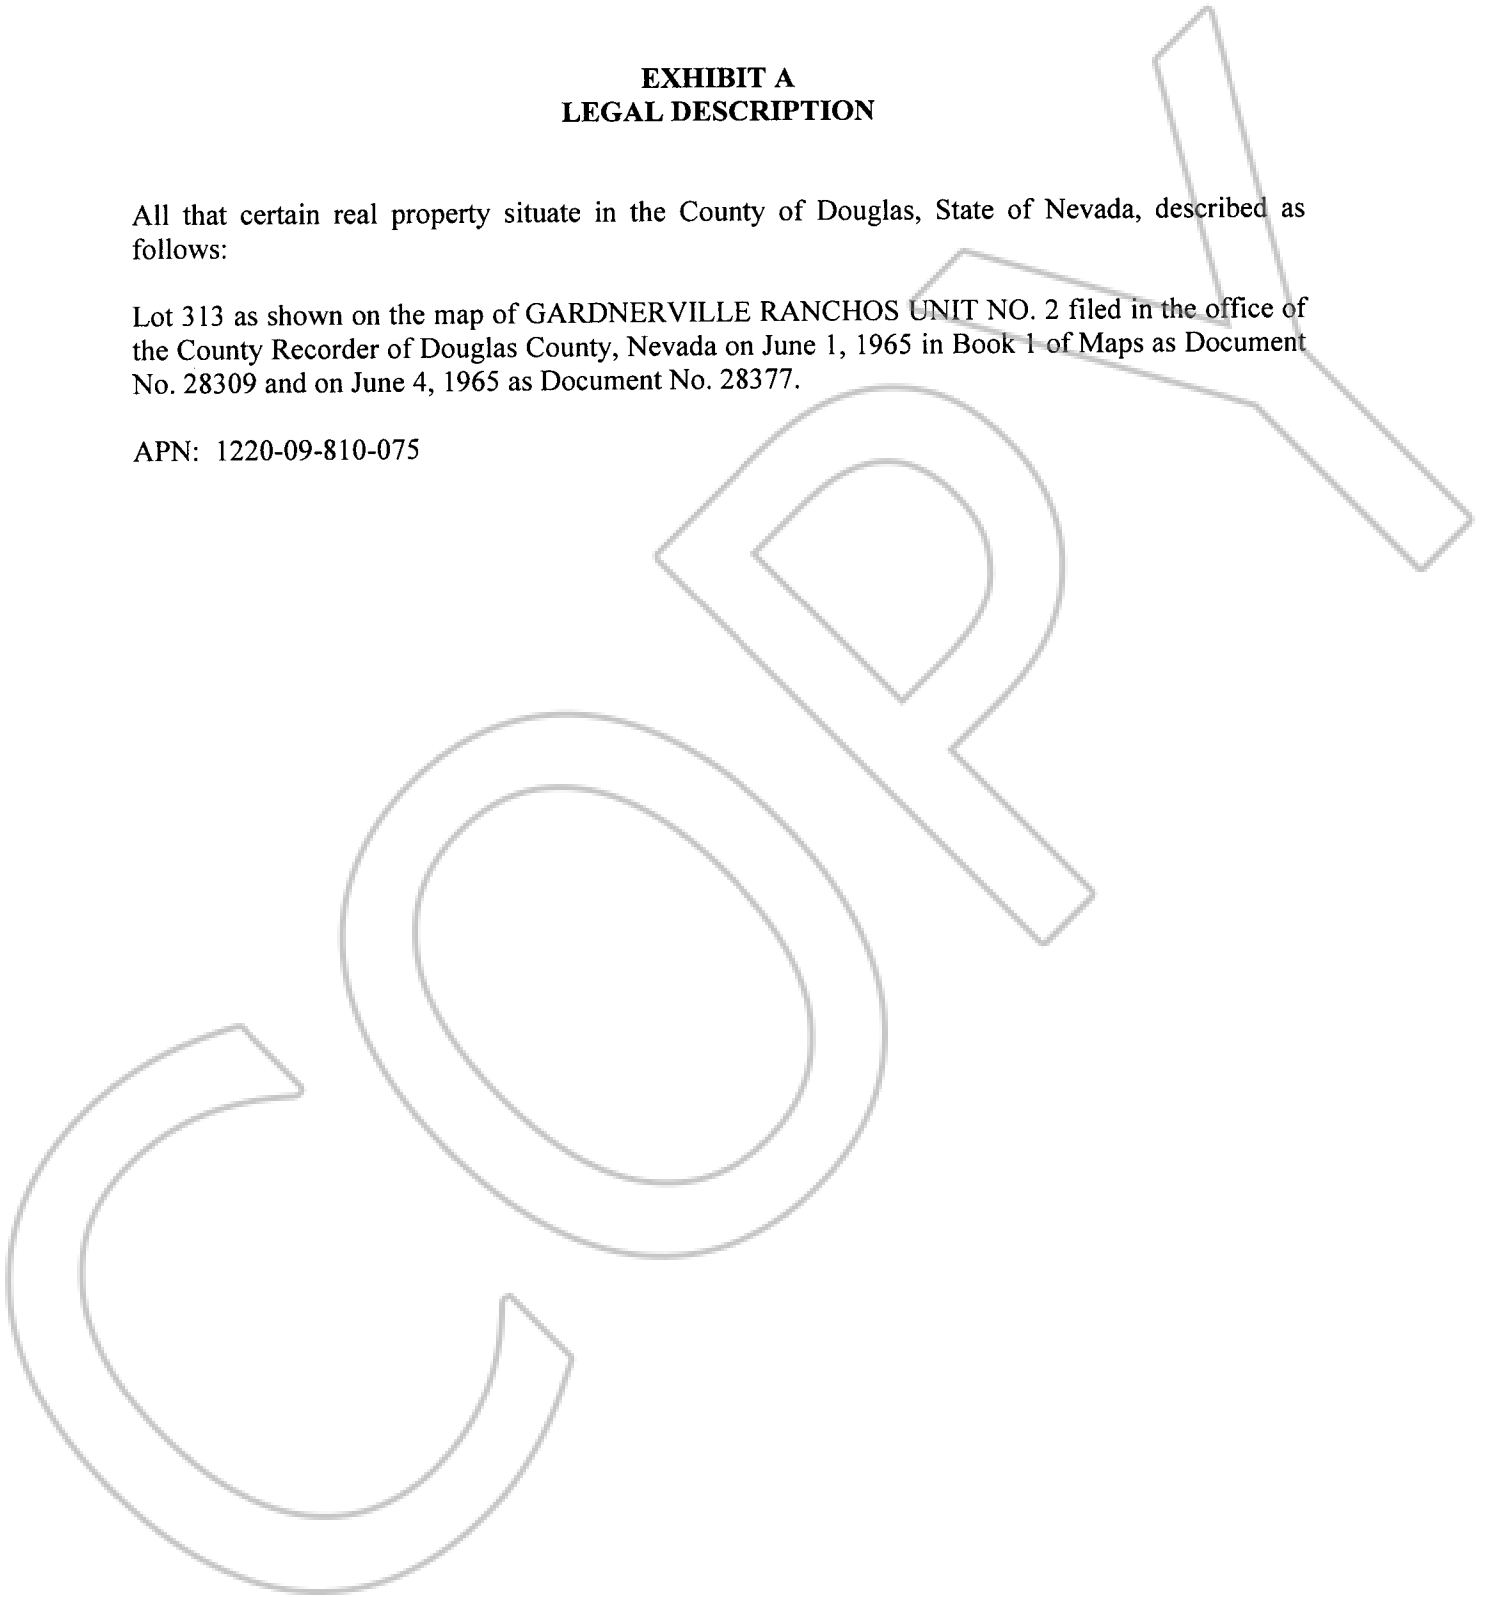 EXHIBIT A
LEGAL DESCRIPTION
All that certain real property situate in the County of Douglas, State of Nevada, described as
follows:
Lot 313 as shown on the map of GARDNERVILLE RANCHOS UNIT NO. 2 filed in the office of
the County Recorder of Douglas County, Nevada on June 1, 1965 in Book 1 of Maps as Document
No. 28309 and on June 4, 1965 as Document No. 28377.
APN: 1220-09-810-075
COPY